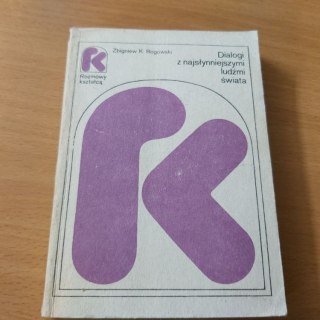 Zbigniew K. Rogowski
Dialogi
z najsłynniejszymi
ludźmi
świata
Rozmowy
kształcą